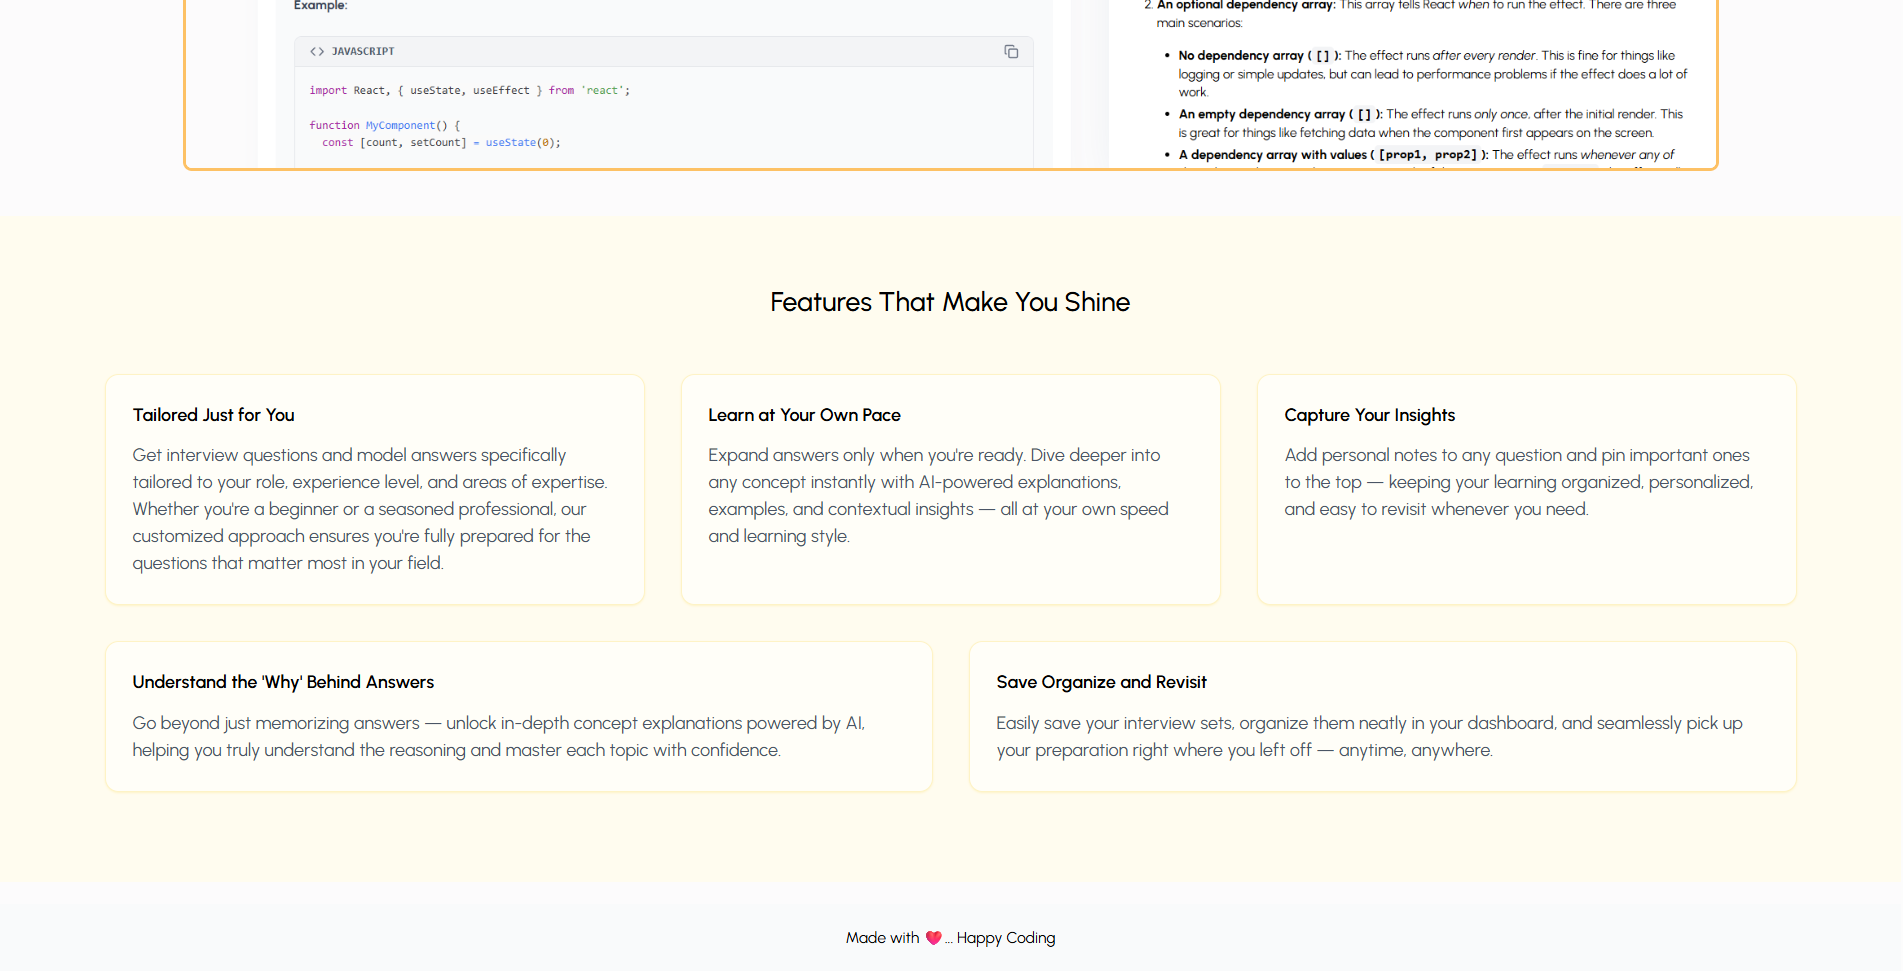 Example:
JAVASCRIPT
import React, { useState, useEffect } from 'react';
function MyComponent() {
const [count, setCount] = useState(0);
2. An optional dependency array: This array tells React when to run the effect. There are three
main scenarios:
No dependency array ( [] ): The effect runs after every render. This is fine for things like
logging or simple updates, but can lead to performance problems if the effect does a lot of
work.
An empty dependency array ( [] ): The effect runs only once, after the initial render. This
is great for things like fetching data when the component first appears on the screen.
A dependency array with values ( [prop1, prop2] ): The effect runs whenever any of
Features That Make You Shine
Tailored Just for You
Get interview questions and model answers specifically
tailored to your role, experience level, and areas of expertise.
Whether you're a beginner or a seasoned professional, our
customized approach ensures you're fully prepared for the
questions that matter most in your field.
Learn at Your Own Pace
Expand answers only when you're ready. Dive deeper into
any concept instantly with AI-powered explanations,
examples, and contextual insights — all at your own speed
and learning style.
Capture Your Insights
Add personal notes to any question and pin important ones
to the top — keeping your learning organized, personalized,
and easy to revisit whenever you need.
Understand the 'Why' Behind Answers
Go beyond just memorizing answers — unlock in-depth concept explanations powered by AI,
helping you truly understand the reasoning and master each topic with confidence.
Save Organize and Revisit
Easily save your interview sets, organize them neatly in your dashboard, and seamlessly pick up
your preparation right where you left off — anytime, anywhere.
Made with ❤️... Happy Coding